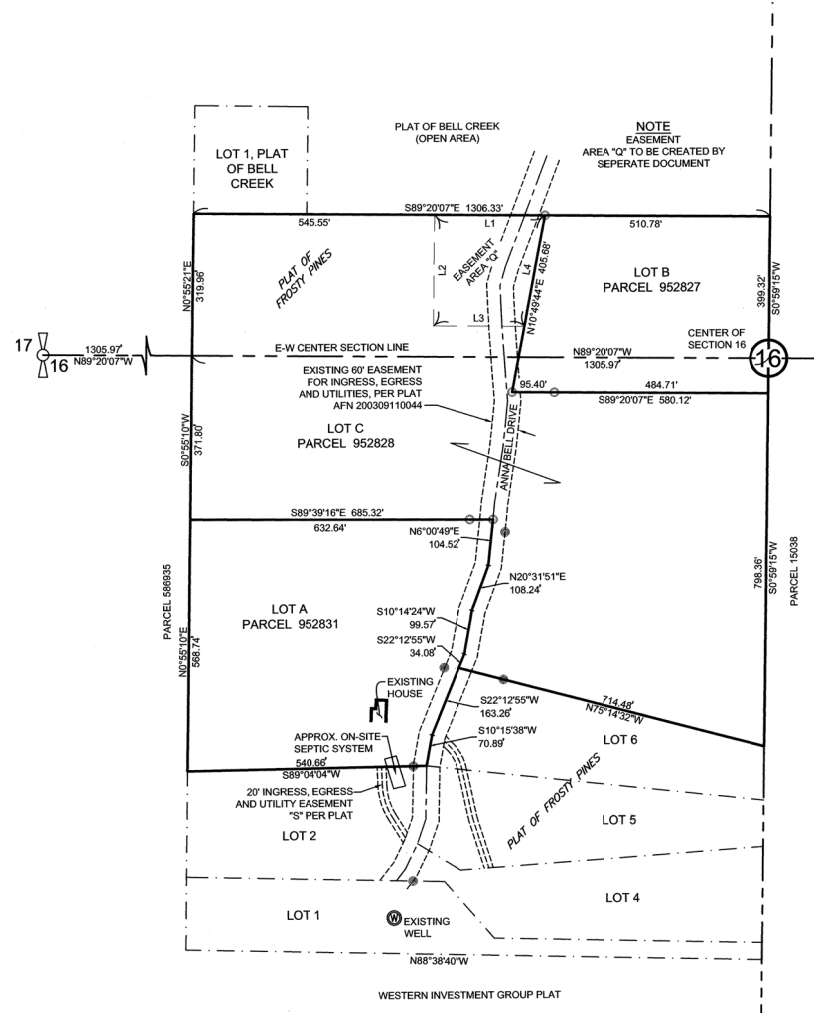 PLAT OF BELL CREEK
(OPEN AREA)
NOTE
EASEMENT
AREA "Q" TO BE CREATED BY
SEPERATE DOCUMENT
LOT 1, PLAT
OF BELL
CREEK
S89°20'07"E 1306.33'
545.55'
L1
510.78'
PLAT OF
FROSTY PINES
L2
EASEMENT
AREA "Q"
L4
L3
N10°49'44"E 405.68'
N0°55'21"E
319.96'
LOT B
PARCEL 952827
399.32'
S0°59'15"W
17
16
1305.97'
N89°20'07"W
E-W CENTER SECTION LINE
N89°20'07"W
1305.97'
CENTER OF
SECTION 16
16
EXISTING 60' EASEMENT
FOR INGRESS, EGRESS
AND UTILITIES, PER PLAT
AFN 200309110044
95.40'
484.71'
S89°20'07"E 580.12'
S0°55'10"W
371.80'
LOT C
PARCEL 952828
ANNA BELL DRIVE
S89°39'16"E 685.32'
632.64'
N6°00'49"E
104.52'
N20°31'51"E
108.24'
798.36'
S0°59'15"W
PARCEL 15038
PARCEL 586935
N0°55'10"E
568.74'
LOT A
PARCEL 952831
S10°14'24"W
99.57'
S22°12'55"W
34.08'
EXISTING
HOUSE
S22°12'55"W
163.26'
714.48'
N75°14'32"W
S10°15'38"W
70.89'
LOT 6
APPROX. ON-SITE
SEPTIC SYSTEM
540.66'
S89°04'04"W
20' INGRESS, EGRESS
AND UTILITY EASEMENT
"S" PER PLAT
PLAT OF FROSTY PINES
LOT 2
LOT 5
LOT 4
LOT 1
W
EXISTING
WELL
N88°38'40"W
WESTERN INVESTMENT GROUP PLAT